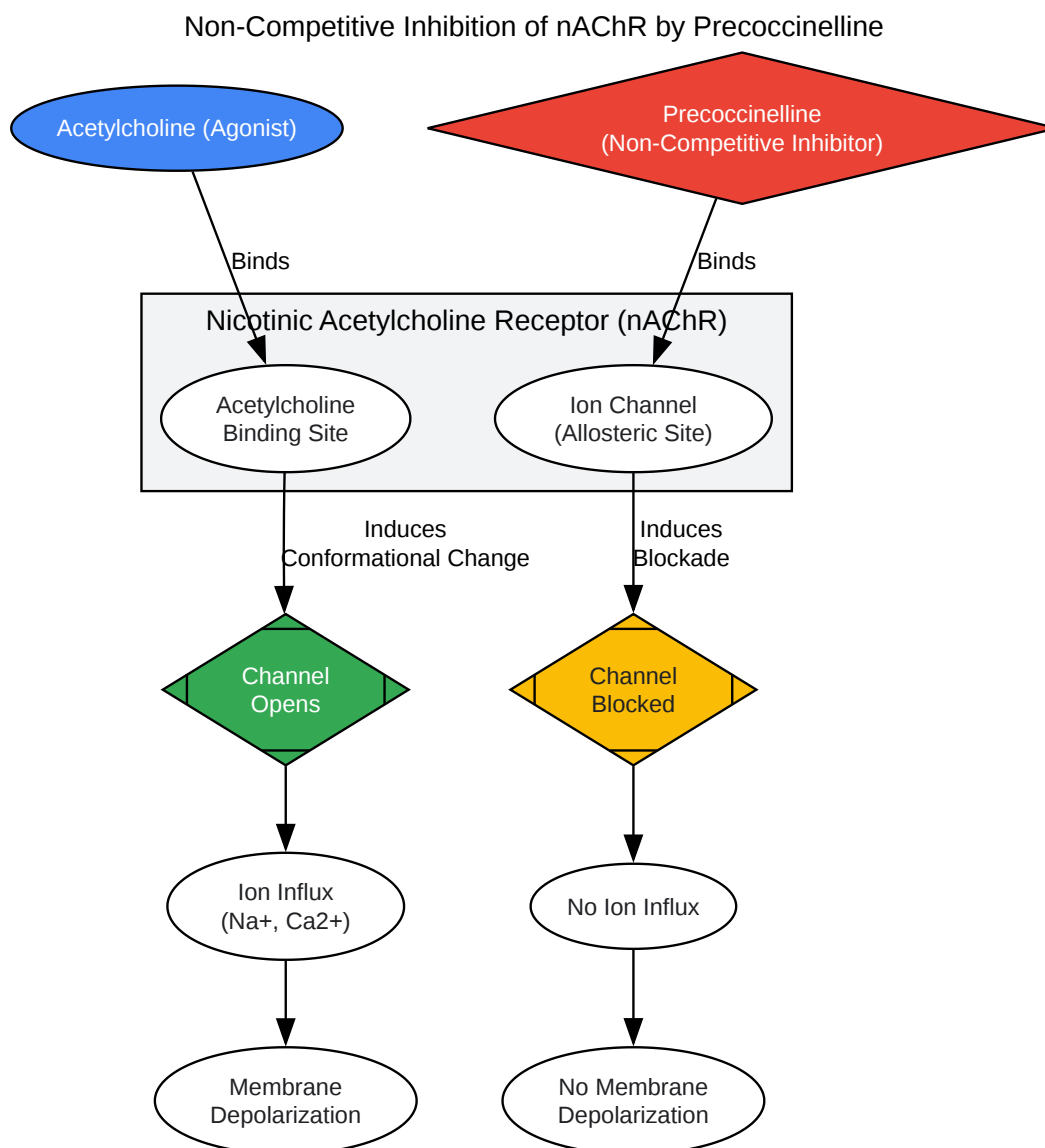 Non-Competitive Inhibition of nAChR by Precoccinelline
Acetylcholine (Agonist)
Precoccinelline
(Non-Competitive Inhibitor)
Binds
Binds
Nicotinic Acetylcholine Receptor (nAChR)
Acetylcholine
Binding Site
Ion Channel
(Allosteric Site)
Induces
Conformational Change
Induces
Blockade
Channel
Opens
Channel
Blocked
Ion Influx
(Na+, Ca2+)
No Ion Influx
Membrane
Depolarization
No Membrane
Depolarization